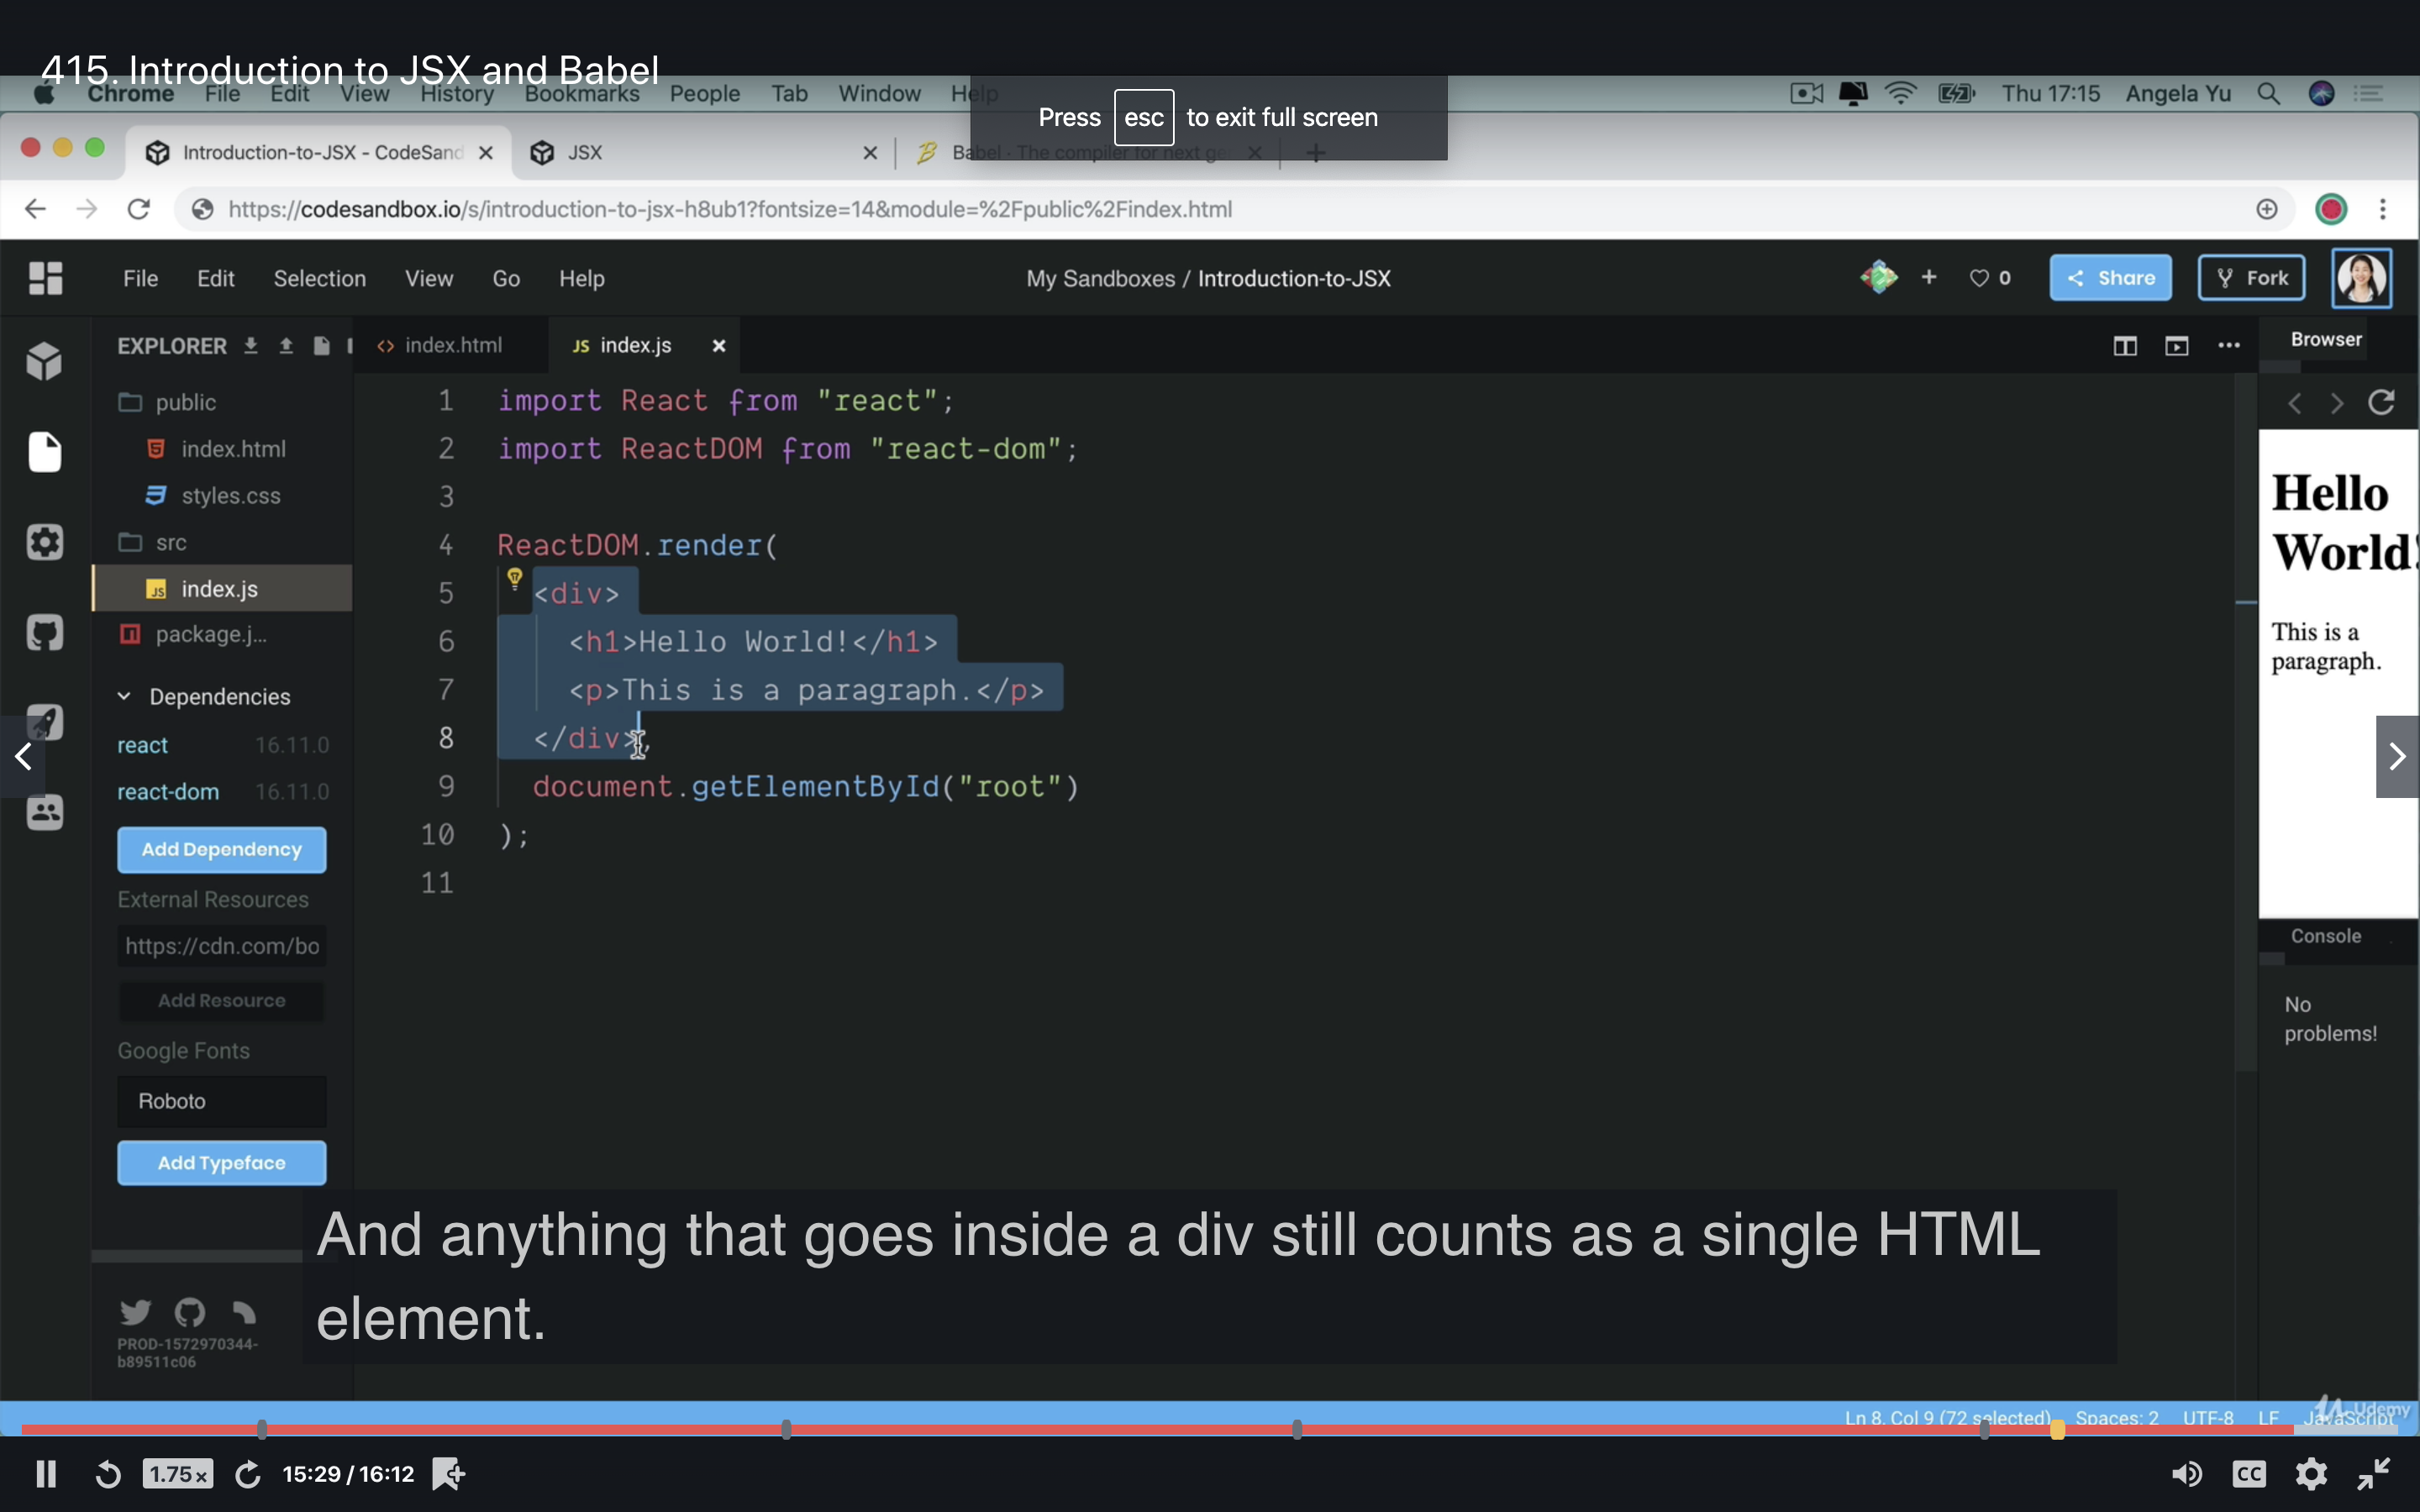 415. Introduction to JSX and Babel
Chrome File Edit View History Bookmarks People Tab Window Help
Thu 17:15 Angela Yu
Press esc to exit full screen
Introduction-to-JSX - CodeSand
JSX
Babel · The compiler for next ge
https://codesandbox.io/s/introduction-to-jsx-h8ub1?fontsize=14&module=%2Fpublic%2Findex.html
File Edit Selection View Go Help
My Sandboxes / Introduction-to-JSX
0
Share
Fork
EXPLORER
index.html
JS index.js
Browser
public
index.html
styles.css
src
JS index.js
package.j...
Dependencies
react 16.11.0
react-dom 16.11.0
Add Dependency
External Resources
https://cdn.com/bo
Add Resource
Google Fonts
Roboto
Add Typeface
PROD-1572970344-
b89511c06
1 import React from "react";
2 import ReactDOM from "react-dom";
3
4 ReactDOM.render(
5 <div>
6 <h1>Hello World!</h1>
7 <p>This is a paragraph.</p>
8 </div>,
9 document.getElementById("root")
10 );
11
Hello
World!
This is a
paragraph.
Console
No
problems!
And anything that goes inside a div still counts as a single HTML
element.
Ln 8, Col 9 (72 selected) Spaces: 2 UTF-8 LF JavaScript
Udemy
1.75x
15:29 / 16:12
CC